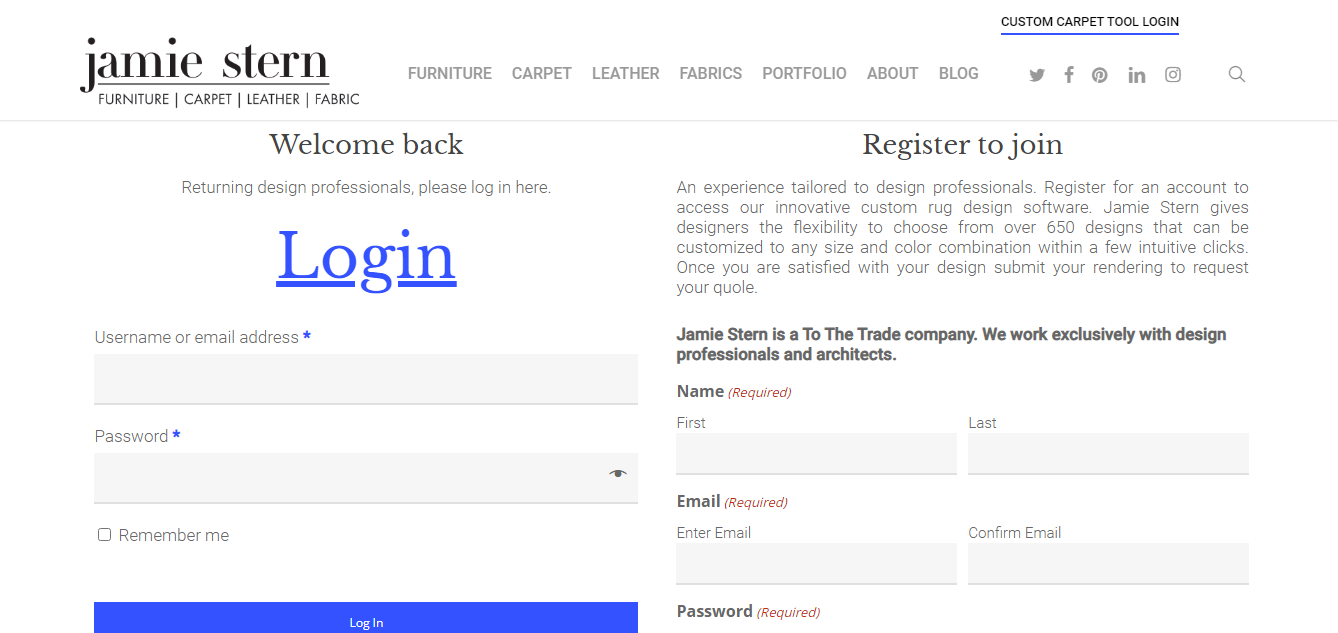 CUSTOM CARPET TOOL LOGIN
jamie stern
FURNITURE | CARPET | LEATHER | FABRIC
FURNITURE CARPET LEATHER FABRICS PORTFOLIO ABOUT BLOG
Welcome back
Returning design professionals, please log in here.
Login
Username or email address *
Password *
Remember me
Log In
Register to join
An experience tailored to design professionals. Register for an account to
access our innovative custom rug design software. Jamie Stern gives
designers the flexibility to choose from over 650 designs that can be
customized to any size and color combination within a few intuitive clicks.
Once you are satisfied with your design submit your rendering to request
your quole.
Jamie Stern is a To The Trade company. We work exclusively with design
professionals and architects.
Name (Required)
First Last
Email (Required)
Enter Email Confirm Email
Password (Required)